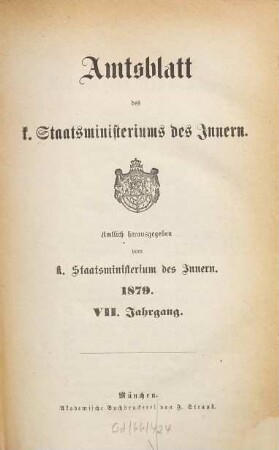 Amtsblatt
des
k. Staatsministeriums des Innern.
Amtlich herausgegeben
vom
k. Staatsministerium des Innern.
1879.
VII. Jahrgang.
München.
Akademische Buchdruckerei von F. Straub.